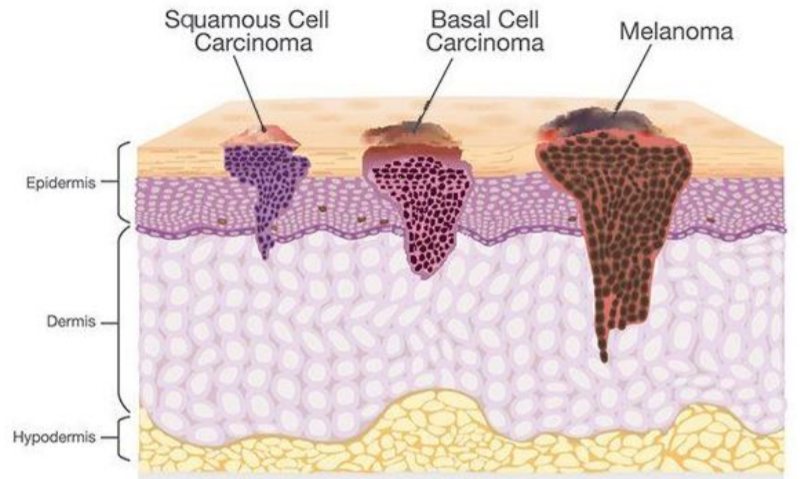 Squamous Cell
Carcinoma
Basal Cell
Carcinoma
Melanoma
Epidermis
Dermis
Hypodermis